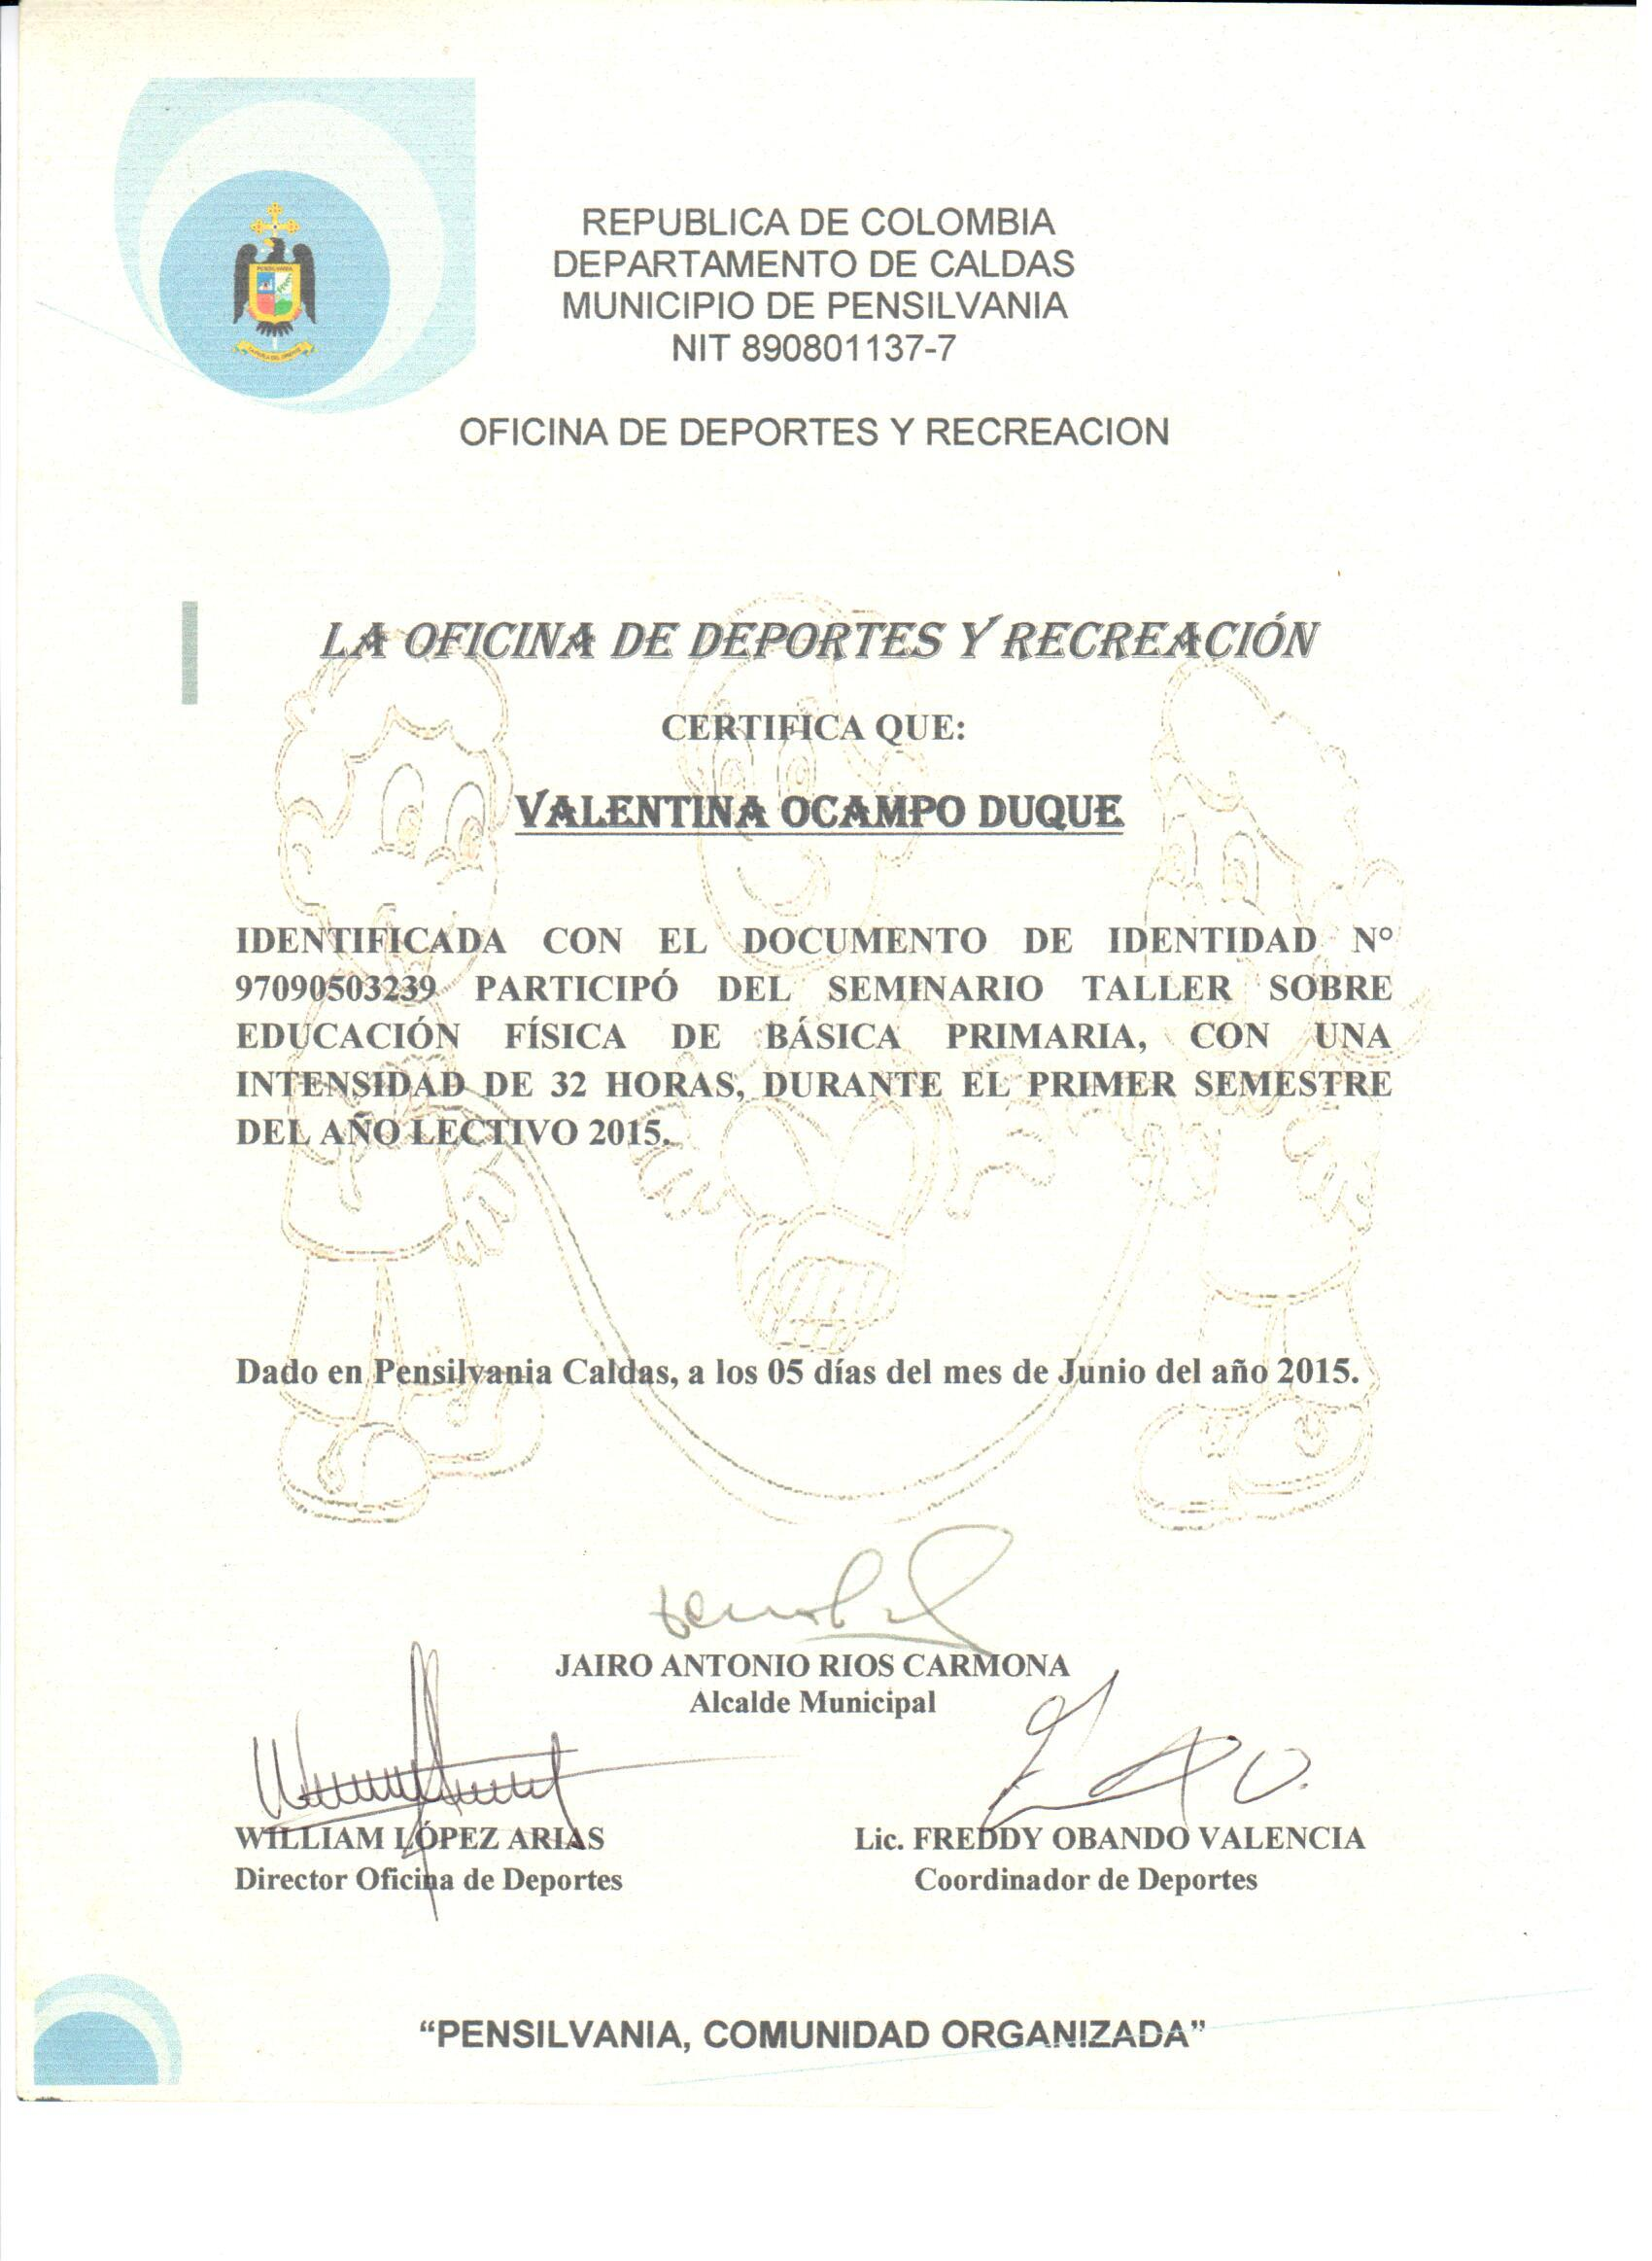 REPUBLICA DE COLOMBIA
DEPARTAMENTO DE CALDAS
MUNICIPIO DE PENSILVANIA
NIT 890801137-7
OFICINA DE DEPORTES Y RECREACION
PENSILVANIA
LA OFICINA DE DEPORTES Y RECREACIÓN
CERTIFICA QUE:
VALENTINA OCAMPO DUQUE
IDENTIFICADA CON EL DOCUMENTO DE IDENTIDAD N°
97090503239 PARTICIPÓ DEL SEMINARIO TALLER SOBRE
EDUCACIÓN FÍSICA DE BÁSICA PRIMARIA, CON UNA
INTENSIDAD DE 32 HORAS, DURANTE EL PRIMER SEMESTRE
DEL AÑO LECTIVO 2015.
Dado en Pensilvania Caldas, a los 05 días del mes de Junio del año 2015.
JAIRO ANTONIO RIOS CARMONA
Alcalde Municipal
WILLIAM LÓPEZ ARIAS
Director Oficina de Deportes
Lic. FREDDY OBANDO VALENCIA
Coordinador de Deportes
“PENSILVANIA, COMUNIDAD ORGANIZADA”